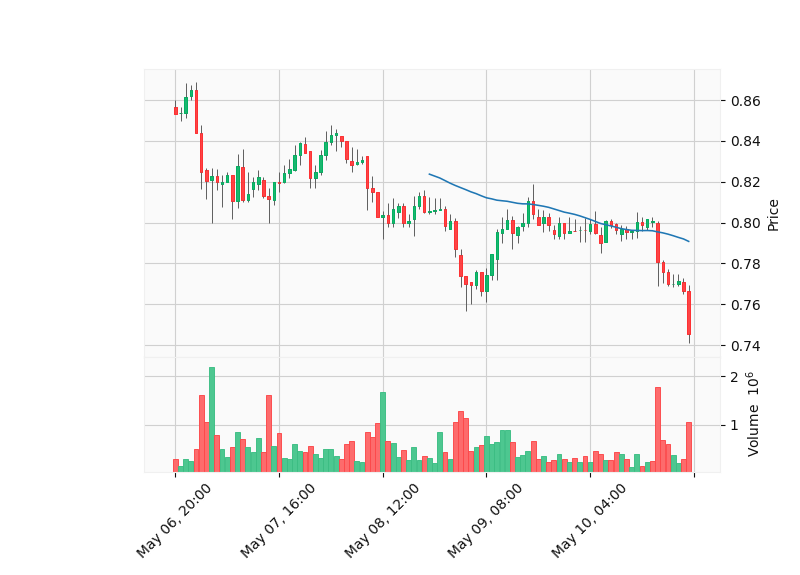 0.86
0.84
0.82
0.80
0.78
0.76
0.74
Price
2
1
Volume 10^6
May 06, 20:00
May 07, 16:00
May 08, 12:00
May 09, 08:00
May 10, 04:00